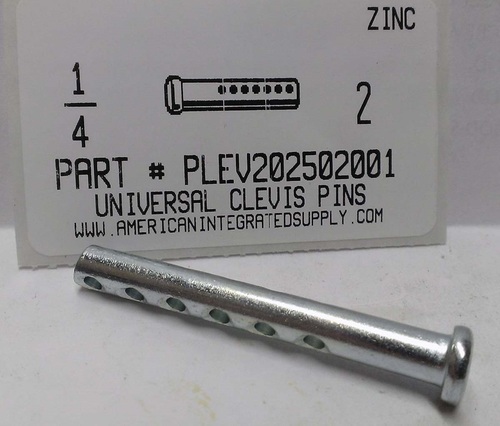 ZINC
1/4
2
PART # PLEV202502001
UNIVERSAL CLEVIS PINS
WWW.AMERICANINTEGRATEDSUPPLY.COM